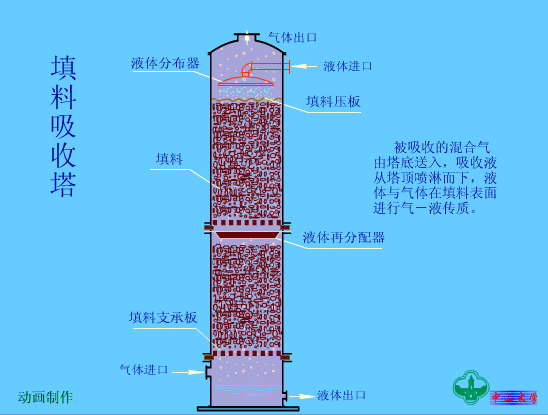 气体出口
液体分布器
液体进口
填料压板
填料吸收塔
填料
被吸收的混合气
由塔底送入，吸收液
从塔顶喷淋而下，液
体与气体在填料表面
进行气－液传质。
液体再分配器
填料支承板
气体进口
液体出口
动画制作
中山大学